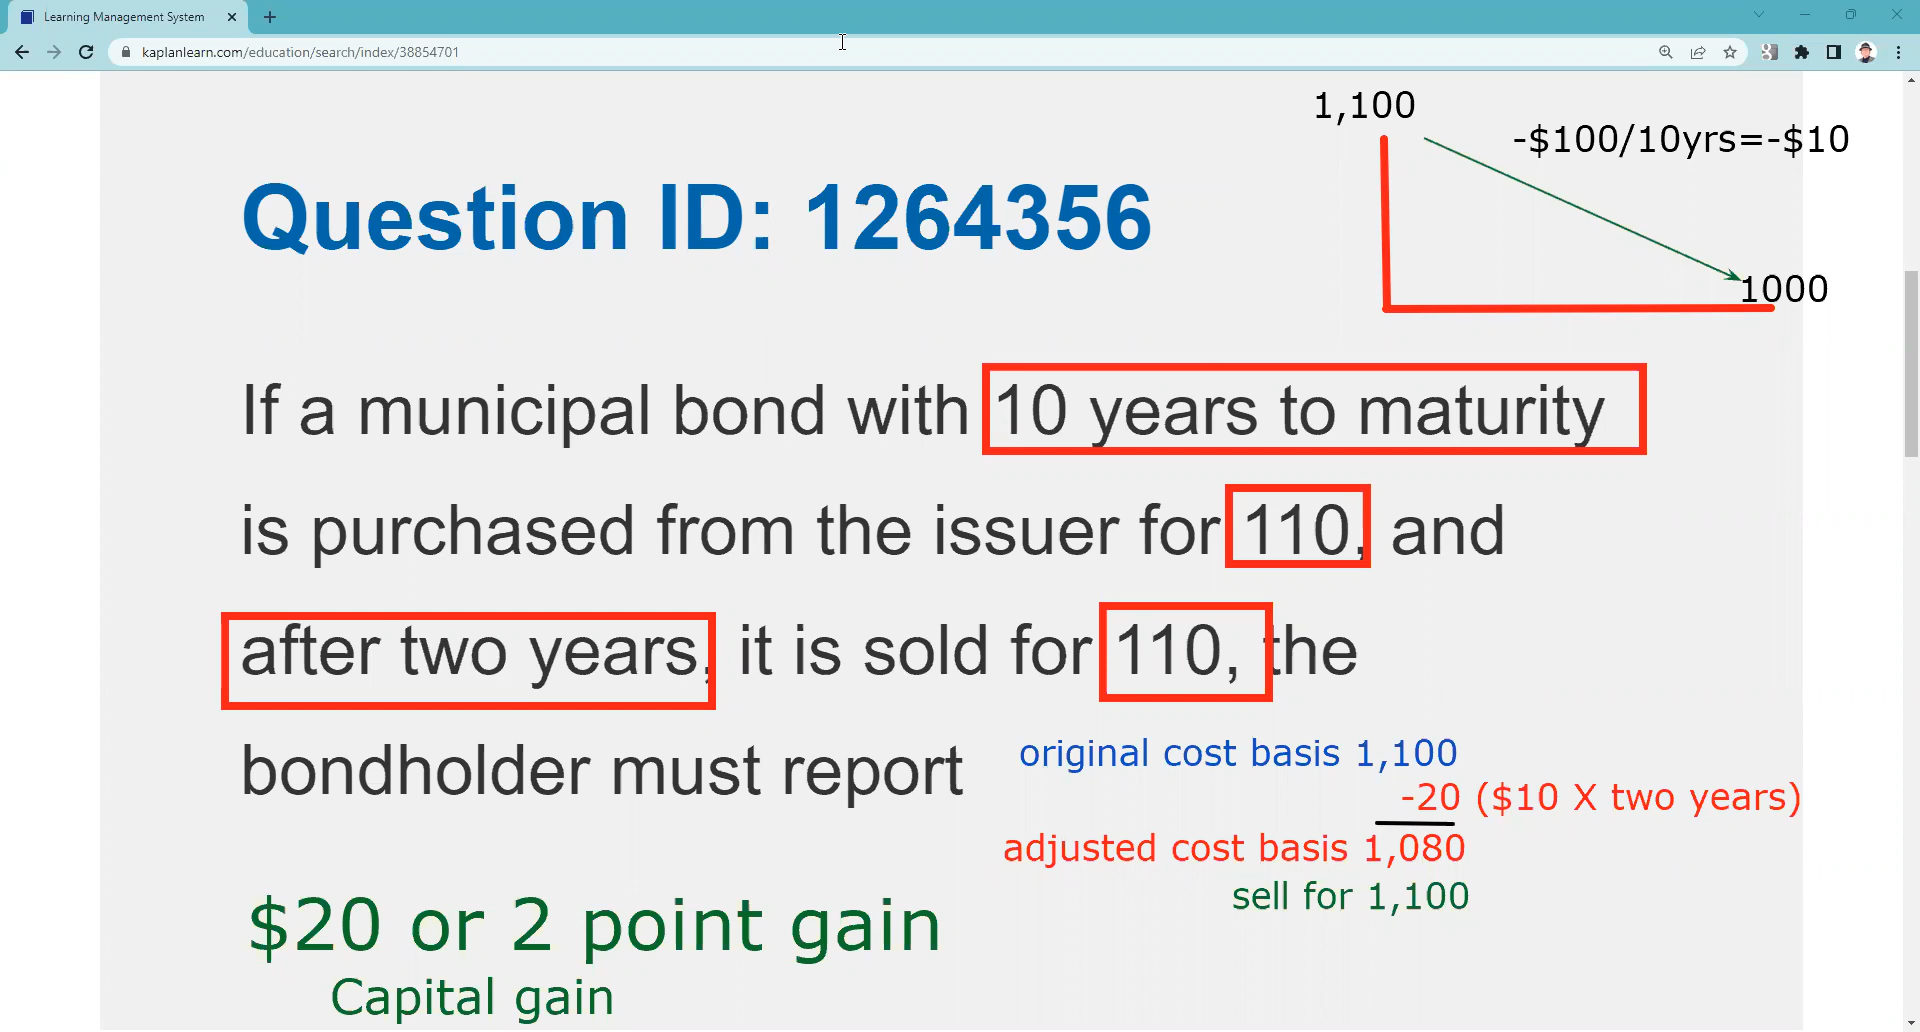 Learning Management System
kaplanlearn.com/education/search/index/38854701
1,100
-$100/10yrs=-$10
Question ID: 1264356
1000
If a municipal bond with 10 years to maturity
is purchased from the issuer for 110, and
after two years, it is sold for 110, the
bondholder must report
original cost basis 1,100
-20 ($10 X two years)
adjusted cost basis 1,080
sell for 1,100
$20 or 2 point gain
Capital gain